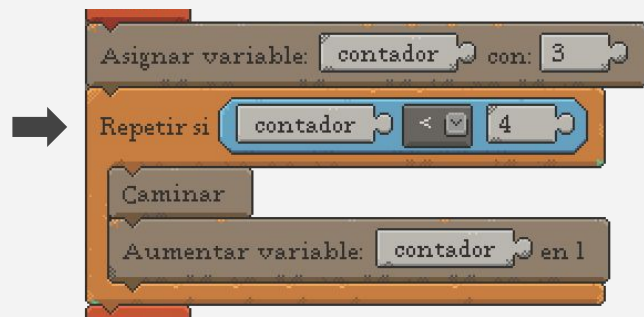 Asignar variable: contador con: 3
Repetir si contador < 4
Caminar
Aumentar variable: contador en 1